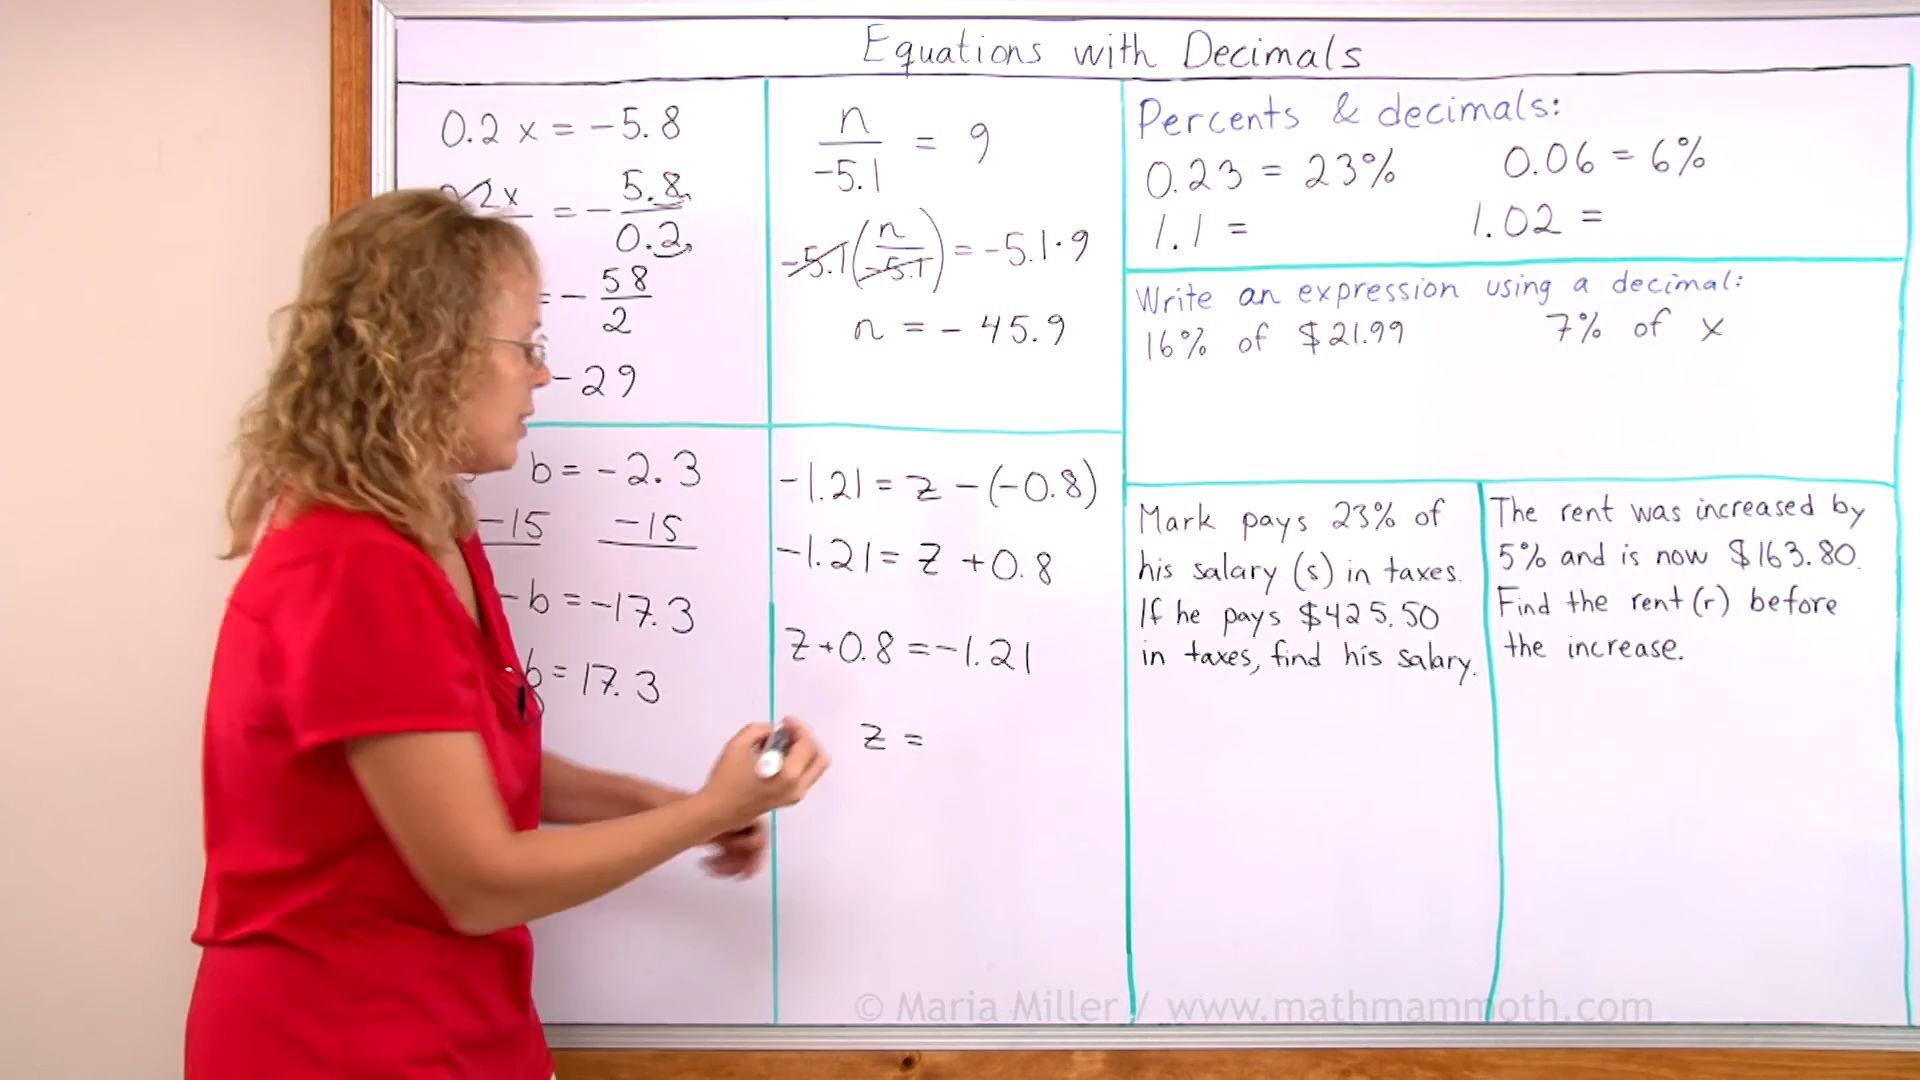 Equations with Decimals
0.2x = -5.8
2x = - 5.8 / 0.2
= - 58 / 2
-29
b = -2.3
-15 -15
-b = -17.3
b = 17.3
n / -5.1 = 9
-5.1 ( n / -5.1 ) = -5.1 · 9
n = -45.9
-1.21 = z - (-0.8)
-1.21 = z + 0.8
z + 0.8 = -1.21
z =
Percents & decimals:
0.23 = 23% 0.06 = 6%
1.1 = 1.02 =
Write an expression using a decimal:
16% of $21.99 7% of x
Mark pays 23% of
his salary (s) in taxes.
If he pays $425.50
in taxes, find his salary.
The rent was increased by
5% and is now $163.80.
Find the rent (r) before
the increase.
© Maria Miller / www.mathmammoth.com